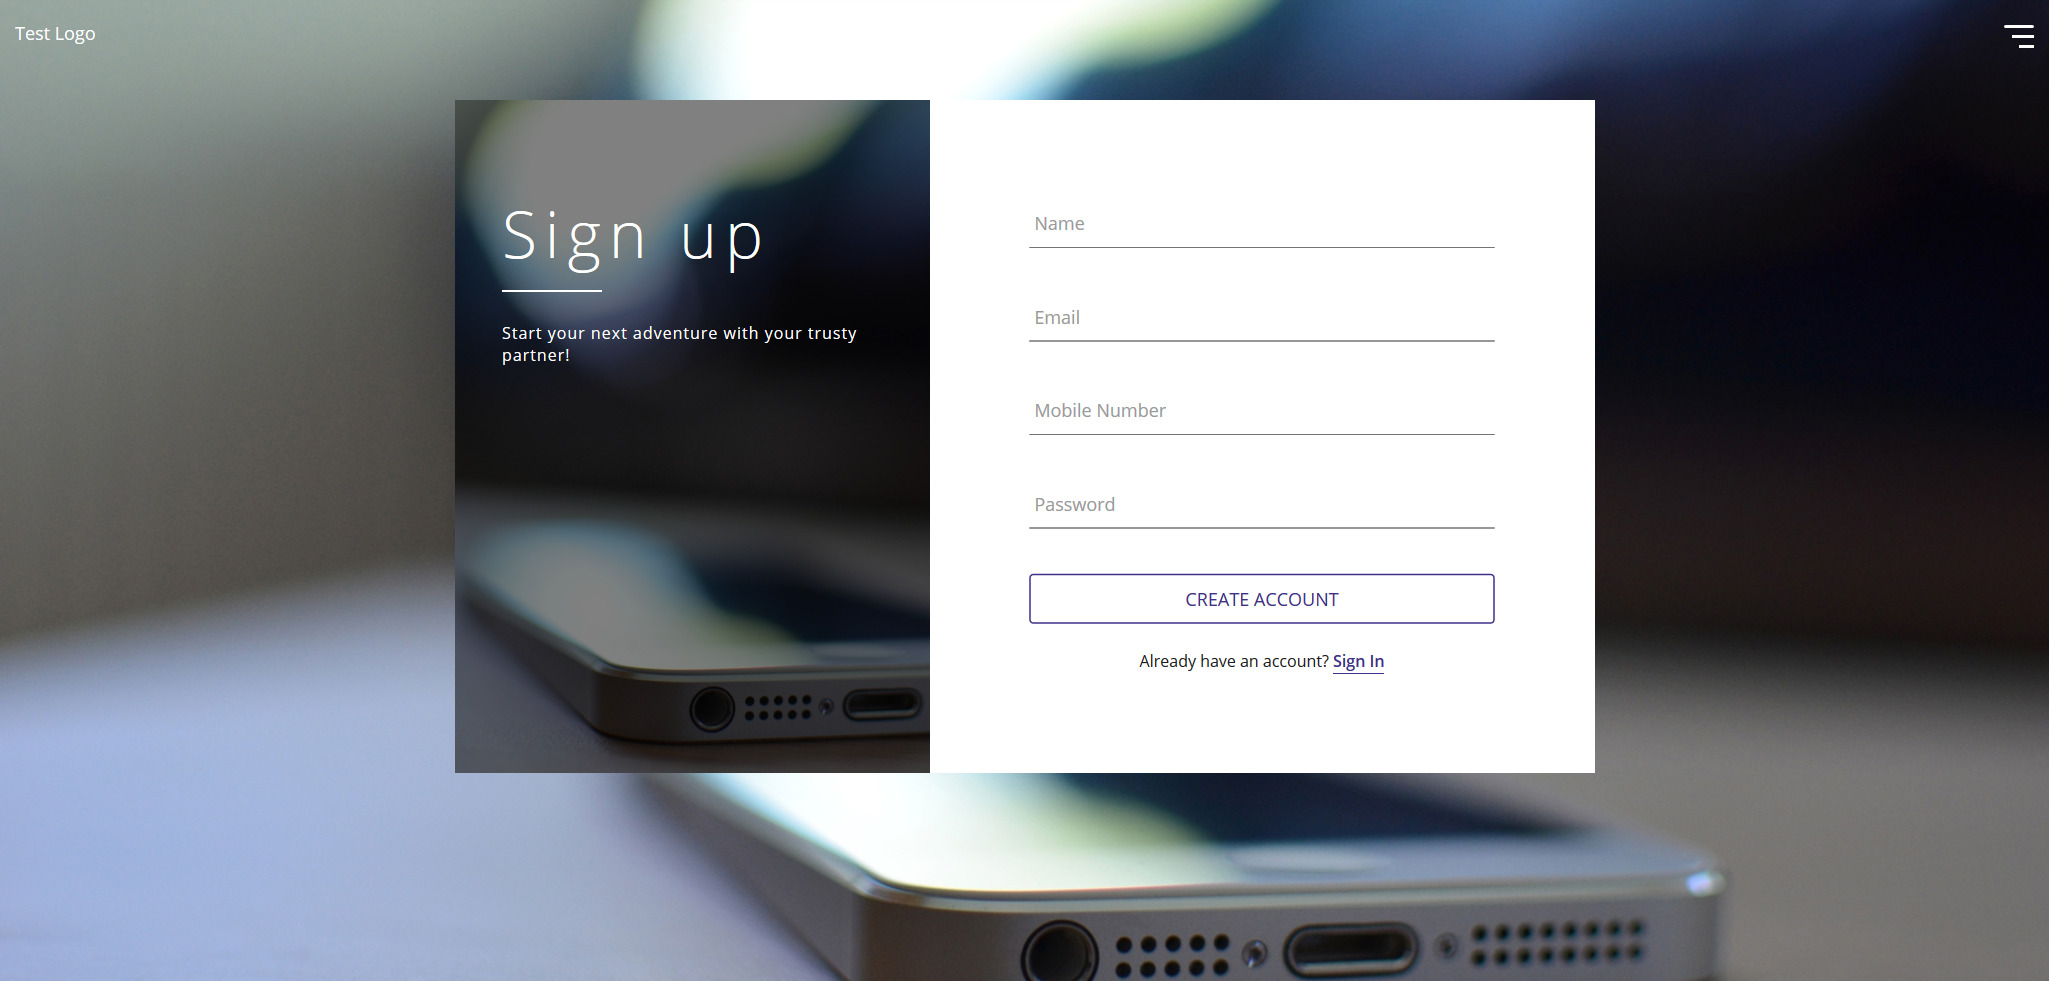 Test Logo
Sign up
Start your next adventure with your trusty
partner!
Name
Email
Mobile Number
Password
CREATE ACCOUNT
Already have an account? Sign In